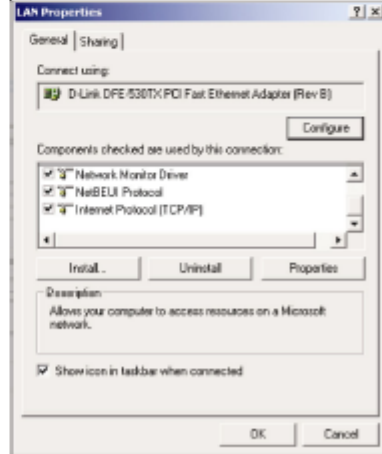 LAN Properties
General Sharing
Connect using:
D-Link DFE-530TX PCI Fast Ethernet Adapter (Rev B)
Configure
Components checked are used by this connection:
Network Monitor Driver
NetBEUI Protocol
Internet Protocol (TCP/IP)
Install... Uninstall Properties
Description
Allows your computer to access resources on a Microsoft
network.
Show icon in taskbar when connected
OK Cancel